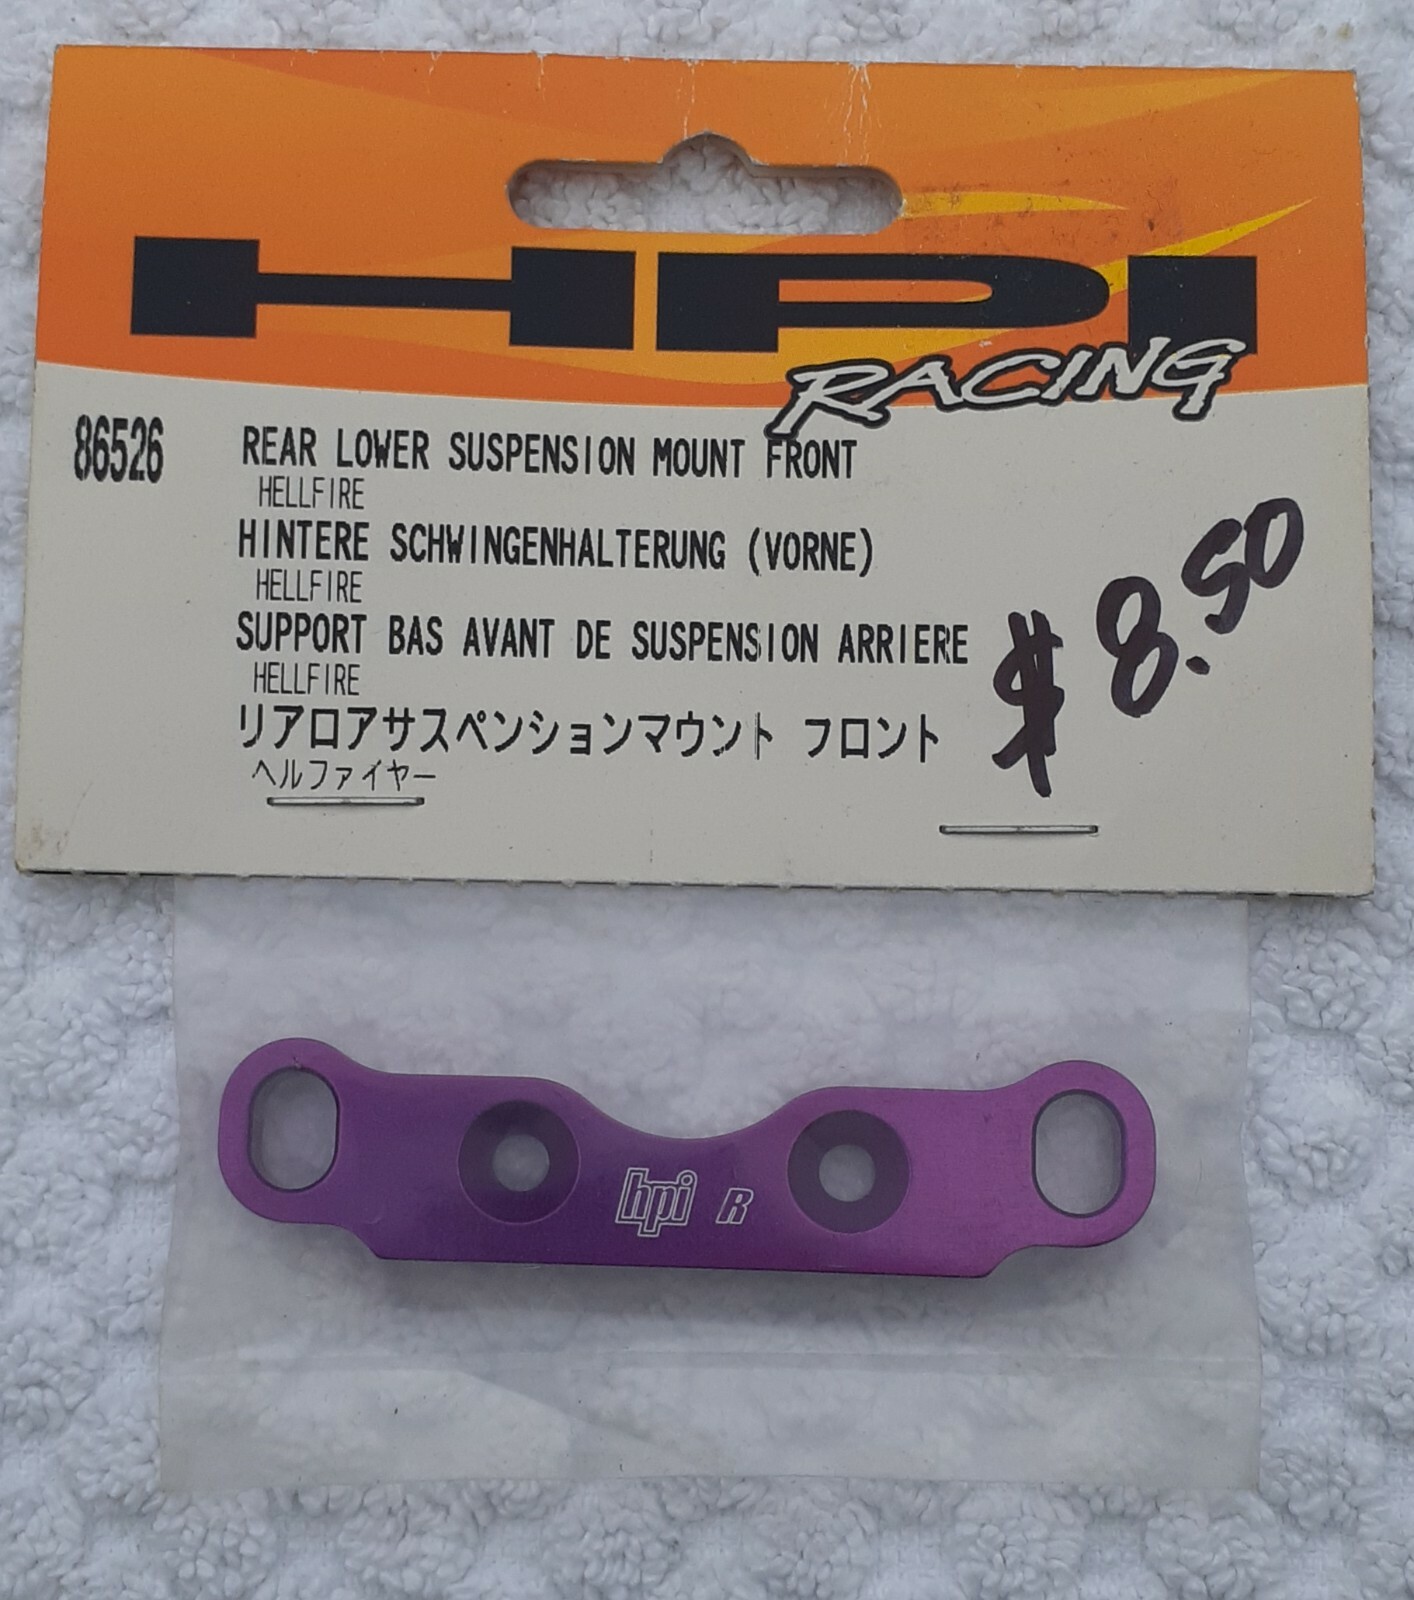 HPI
RACING
86526
REAR LOWER SUSPENSION MOUNT FRONT
HELLFIRE
HINTERE SCHWINGENHALTERUNG (VORNE)
HELLFIRE
SUPPORT BAS AVANT DE SUSPENSION ARRIERE
HELLFIRE
リアロアサスペンションマウント フロント
ヘルファイヤー
$8.50
hpi R